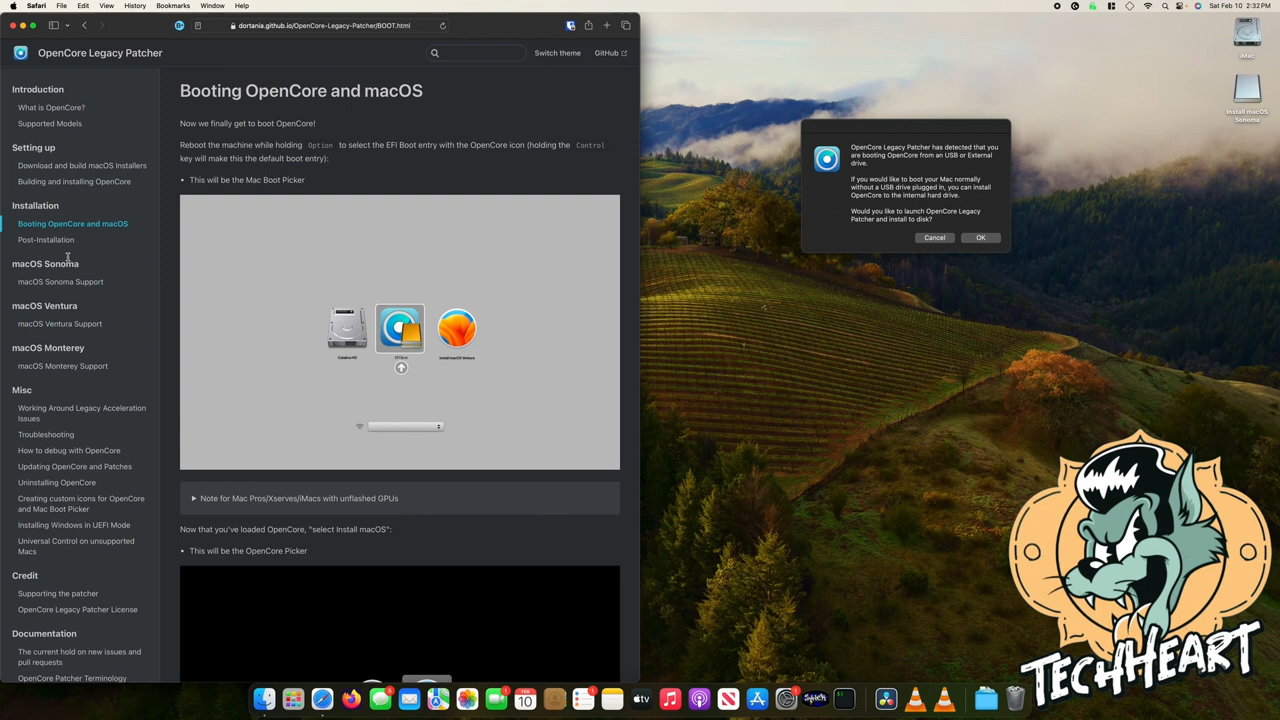 Safari File Edit View History Bookmarks Window Help
Sat Feb 10 2:32 PM
dortania.github.io/OpenCore-Legacy-Patcher/BOOT.html
OpenCore Legacy Patcher
Switch theme
GitHub
Introduction
What is OpenCore?
Supported Models
Setting up
Download and build macOS Installers
Building and installing OpenCore
Installation
Booting OpenCore and macOS
Post-Installation
macOS Sonoma
macOS Sonoma Support
macOS Ventura
macOS Ventura Support
macOS Monterey
macOS Monterey Support
Misc
Working Around Legacy Acceleration
Issues
Troubleshooting
How to debug with OpenCore
Updating OpenCore and Patches
Uninstalling OpenCore
Creating custom icons for OpenCore
and Mac Boot Picker
Installing Windows in UEFI Mode
Universal Control on unsupported
Macs
Credit
Supporting the patcher
OpenCore Legacy Patcher License
Documentation
The current hold on new issues and
pull requests
OpenCore Patcher Terminology
Booting OpenCore and macOS
Now we finally get to boot OpenCore!
Reboot the machine while holding Option to select the EFI Boot entry with the OpenCore icon (holding the Control
key will make this the default boot entry):
• This will be the Mac Boot Picker
Catalina HD
EFI Boot
Install macOS Ventura
Note for Mac Pros/Xserves/iMacs with unflashed GPUs
Now that you've loaded OpenCore, "select Install macOS":
• This will be the OpenCore Picker
OpenCore Legacy Patcher has detected that you
are booting OpenCore from an USB or External
drive.
If you would like to boot your Mac normally
without a USB drive plugged in, you can install
OpenCore to the internal hard drive.
Would you like to launch OpenCore Legacy
Patcher and install to disk?
Cancel
OK
iMac
Install macOS
Sonoma
FEB
10
tv
TECHHEART